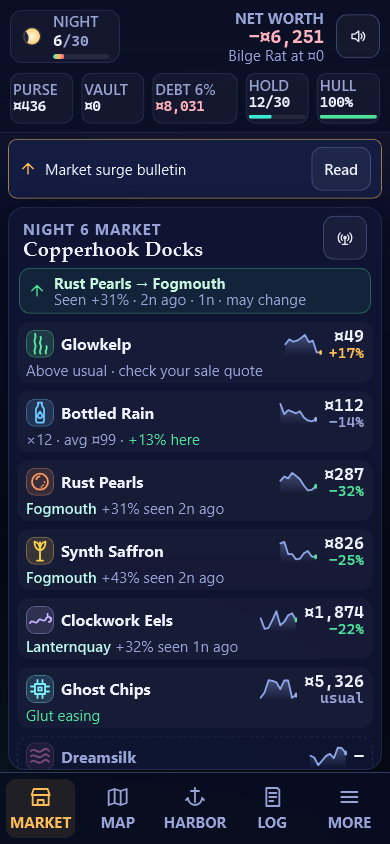 NIGHT
6/30
NET WORTH
−¤6,251
Bilge Rat at ¤0
PURSE
¤436
VAULT
¤0
DEBT 6%
¤8,031
HOLD
12/30
HULL
100%
Market surge bulletin
Read
NIGHT 6 MARKET
Copperhook Docks
Rust Pearls → Fogmouth
Seen +31% · 2n ago · 1n · may change
Glowkelp
¤49
+17%
Above usual · check your sale quote
Bottled Rain
¤112
−14%
×12 · avg ¤99 · +13% here
Rust Pearls
¤287
−32%
Fogmouth +31% seen 2n ago
Synth Saffron
¤826
−25%
Fogmouth +43% seen 2n ago
Clockwork Eels
¤1,874
−22%
Lanternquay +32% seen 1n ago
Ghost Chips
¤5,326
usual
Glut easing
Dreamsilk
—
MARKET
MAP
HARBOR
LOG
MORE